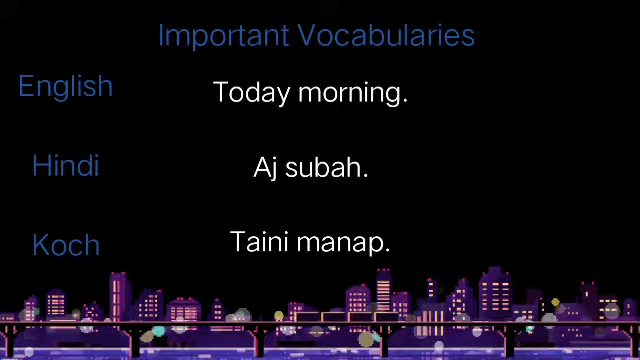 Important Vocabularies
English Today morning.
Hindi Aj subah.
Koch Taini manap.